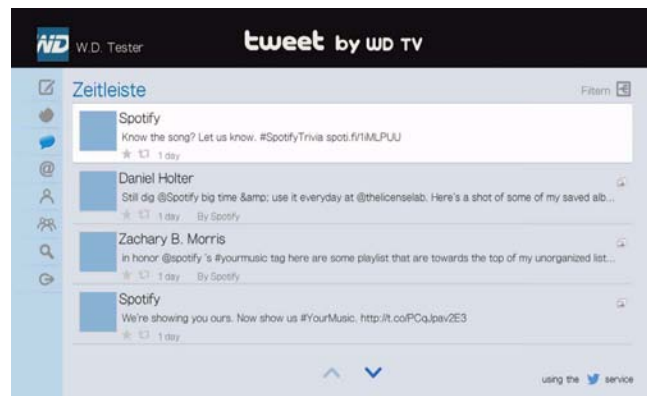 WD W.D. Tester tweet by WD TV
Zeitleiste Filtern
Spotify
Know the song? Let us know. #SpotifyTrivia spoti.fi/1iMLPUU
1 day
@
Daniel Holter
Still dig @Spotify big time &amp; use it everyday at @thelicenselab. Here's a shot of some of my saved alb...
1 day By Spotify
Zachary B. Morris
in honor @spotify 's #yourmusic tag here are some playlist that are towards the top of my unorganized list...
1 day By Spotify
Spotify
We're showing you ours. Now show us #YourMusic. http://t.co/PCqJpav2E3
1 day
using the service